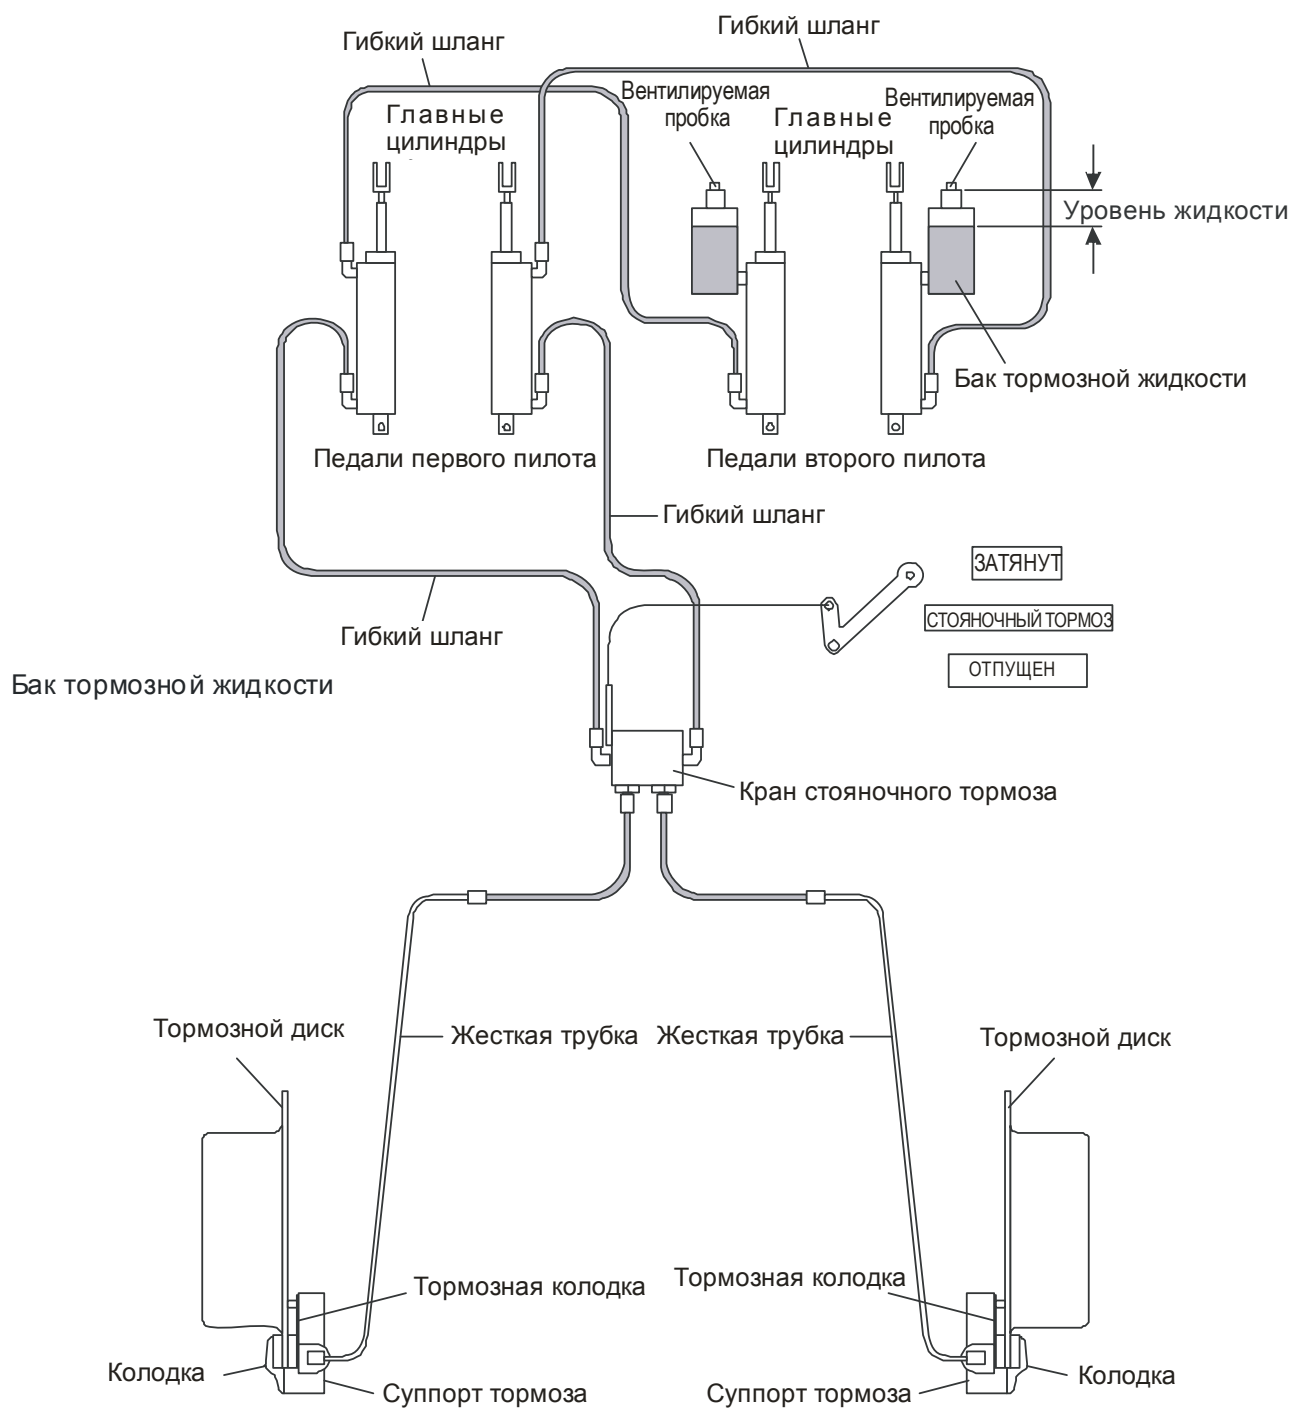 Гибкий шланг
Гибкий шланг
Вентилируемая
пробка
Вентилируемая
пробка
Главные
цилиндры
Главные
цилиндры
Уровень жидкости
Бак тормозной жидкости
Педали первого пилота
Педали второго пилота
Гибкий шланг
ЗАТЯНУТ
СТОЯНОЧНЫЙ ТОРМОЗ
ОТПУЩЕН
Гибкий шланг
Бак тормозной жидкости
Кран стояночного тормоза
Тормозной диск
Жесткая трубка
Жесткая трубка
Тормозной диск
Тормозная колодка
Тормозная колодка
Колодка
Суппорт тормоза
Суппорт тормоза
Колодка